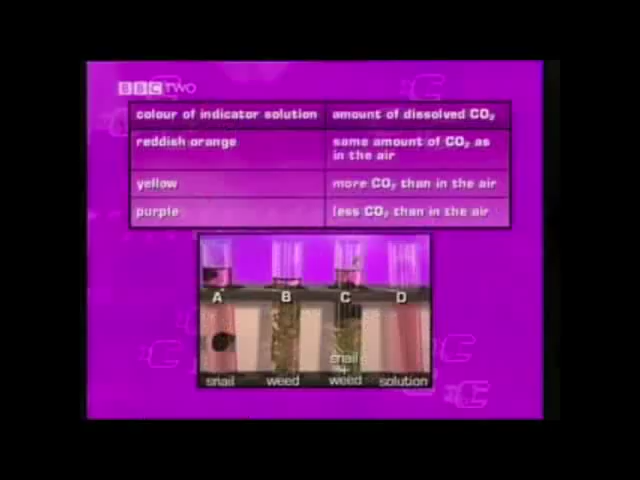 BBC TWO
colour of indicator solution amount of dissolved CO₂
reddish orange same amount of CO₂ as
in the air
yellow more CO₂ than in the air
purple less CO₂ than in the air
A B C D
snail
+
snail weed weed solution